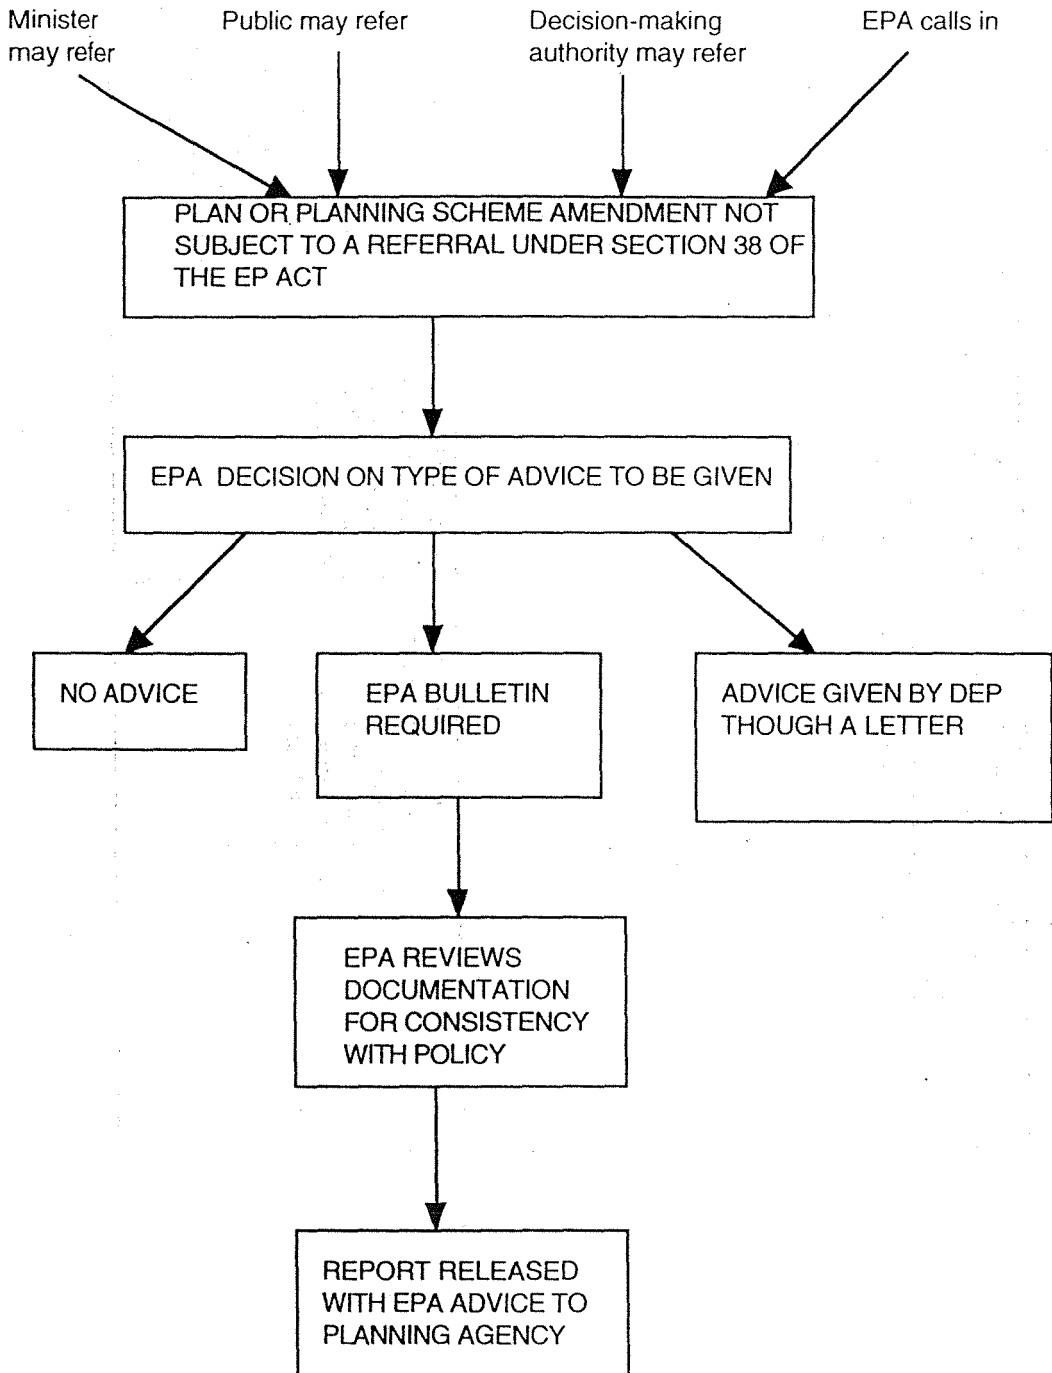 Minister
may refer
Public may refer
Decision-making
authority may refer
EPA calls in
PLAN OR PLANNING SCHEME AMENDMENT NOT
SUBJECT TO A REFERRAL UNDER SECTION 38 OF
THE EP ACT
EPA DECISION ON TYPE OF ADVICE TO BE GIVEN
NO ADVICE
EPA BULLETIN
REQUIRED
ADVICE GIVEN BY DEP
THOUGH A LETTER
EPA REVIEWS
DOCUMENTATION
FOR CONSISTENCY
WITH POLICY
REPORT RELEASED
WITH EPA ADVICE TO
PLANNING AGENCY